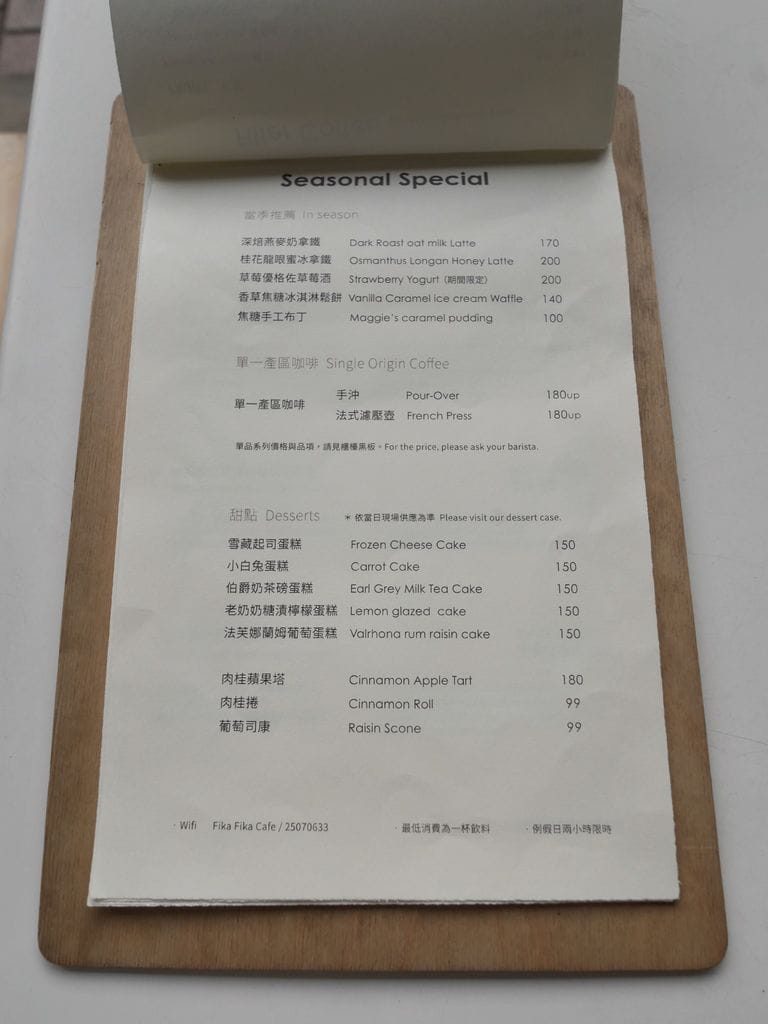 Seasonal Special
當季推薦 In season
深焙燕麥奶拿鐵 Dark Roast oat milk Latte 170
桂花龍眼蜜冰拿鐵 Osmanthus Longan Honey Latte 200
草莓優格佐草莓酒 Strawberry Yogurt (期間限定) 200
香草焦糖冰淇淋鬆餅 Vanilla Caramel ice cream Waffle 140
焦糖手工布丁 Maggie's caramel pudding 100
單一產區咖啡 Single Origin Coffee
單一產區咖啡
手沖 Pour-Over 180up
法式濾壓壺 French Press 180up
單品系列價格與品項，請見櫃檯黑板。For the price, please ask your barista.
甜點 Desserts ＊依當日現場供應為準 Please visit our dessert case.
雪藏起司蛋糕 Frozen Cheese Cake 150
小白兔蛋糕 Carrot Cake 150
伯爵奶茶磅蛋糕 Earl Grey Milk Tea Cake 150
老奶奶糖漬檸檬蛋糕 Lemon glazed cake 150
法芙娜蘭姆葡萄蛋糕 Valrhona rum raisin cake 150
肉桂蘋果塔 Cinnamon Apple Tart 180
肉桂捲 Cinnamon Roll 99
葡萄司康 Raisin Scone 99
· Wifi Fika Fika Cafe / 25070633 · 最低消費為一杯飲料 · 例假日兩小時限時